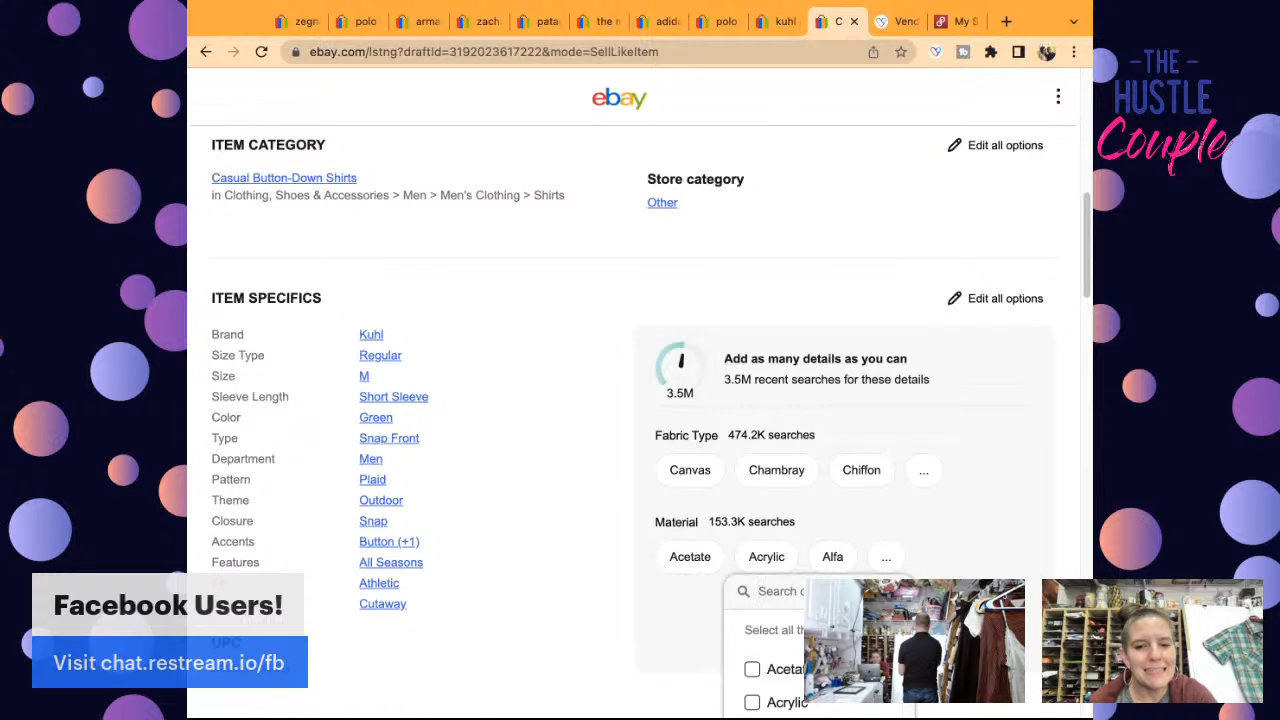 zegn
polo
arma
zach
patag
the m
adida
polo
kuhl
C
Vend
My S
ebay.com/lstng?draftId=3192023617222&mode=SellLikeItem
-THE-
HUSTLE
Couple
ebay
ITEM CATEGORY
Edit all options
Casual Button-Down Shirts
in Clothing, Shoes & Accessories > Men > Men's Clothing > Shirts
Store category
Other
ITEM SPECIFICS
Edit all options
Brand Kuhl
Size Type Regular
Size M
Sleeve Length Short Sleeve
Color Green
Type Snap Front
Department Men
Pattern Plaid
Theme Outdoor
Closure Snap
Accents Button (+1)
Features All Seasons
Athletic
Cutaway
UPC
3.5M
Add as many details as you can
3.5M recent searches for these details
Fabric Type 474.2K searches
Canvas Chambray Chiffon ...
Material 153.3K searches
Acetate Acrylic Alfa ...
Search
Select all th
Aceta
Acrylic
Facebook Users!
Visit chat.restream.io/fb